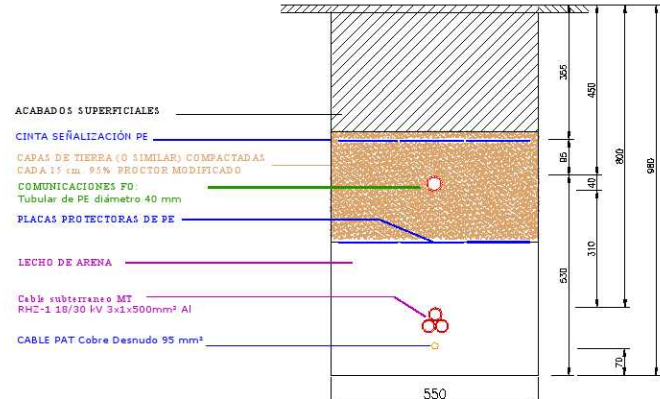 ACABADOS SUPERFICIALES
CINTA SEÑALIZACIÓN PE
CAPAS DE TIERRA (O SIMILAR) COMPACTADAS
CADA 15 cm. 95% PROCTOR MODIFICADO
COMUNICACIONES FO:
Tubular de PE diámetro 40 mm
PLACAS PROTECTORAS DE PE
LECHO DE ARENA
Cable subterraneo MT
RHZ-1 18/30 kV 3x1x500mm² Al
CABLE PAT Cobre Desnudo 95 mm²
550
355
95
530
450
40
310
800
70
980